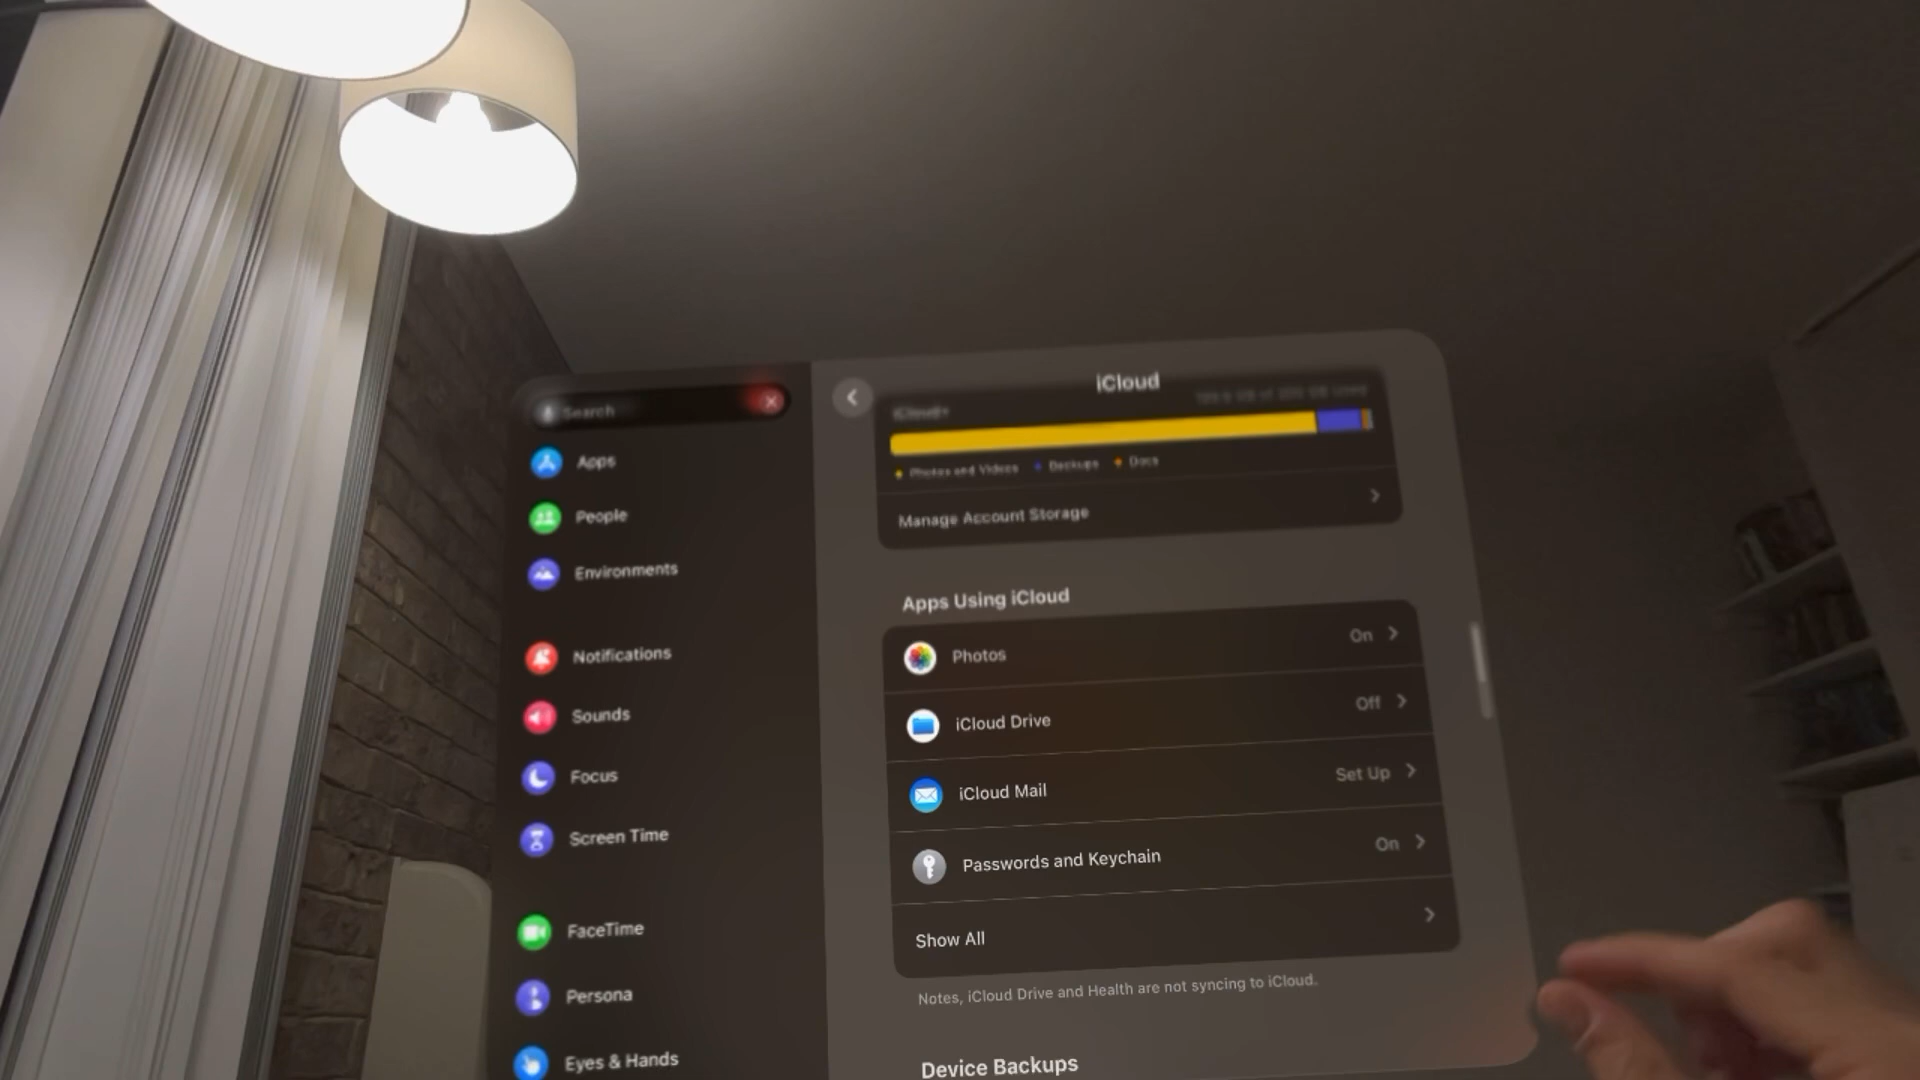 Search
Apps
People
Environments
Notifications
Sounds
Focus
Screen Time
FaceTime
Persona
Eyes & Hands
iCloud
iCloud+
Photos and Videos
Backups
Docs
Manage Account Storage
Apps Using iCloud
Photos On
iCloud Drive Off
iCloud Mail Set Up
Passwords and Keychain On
Show All
Notes, iCloud Drive and Health are not syncing to iCloud.
Device Backups